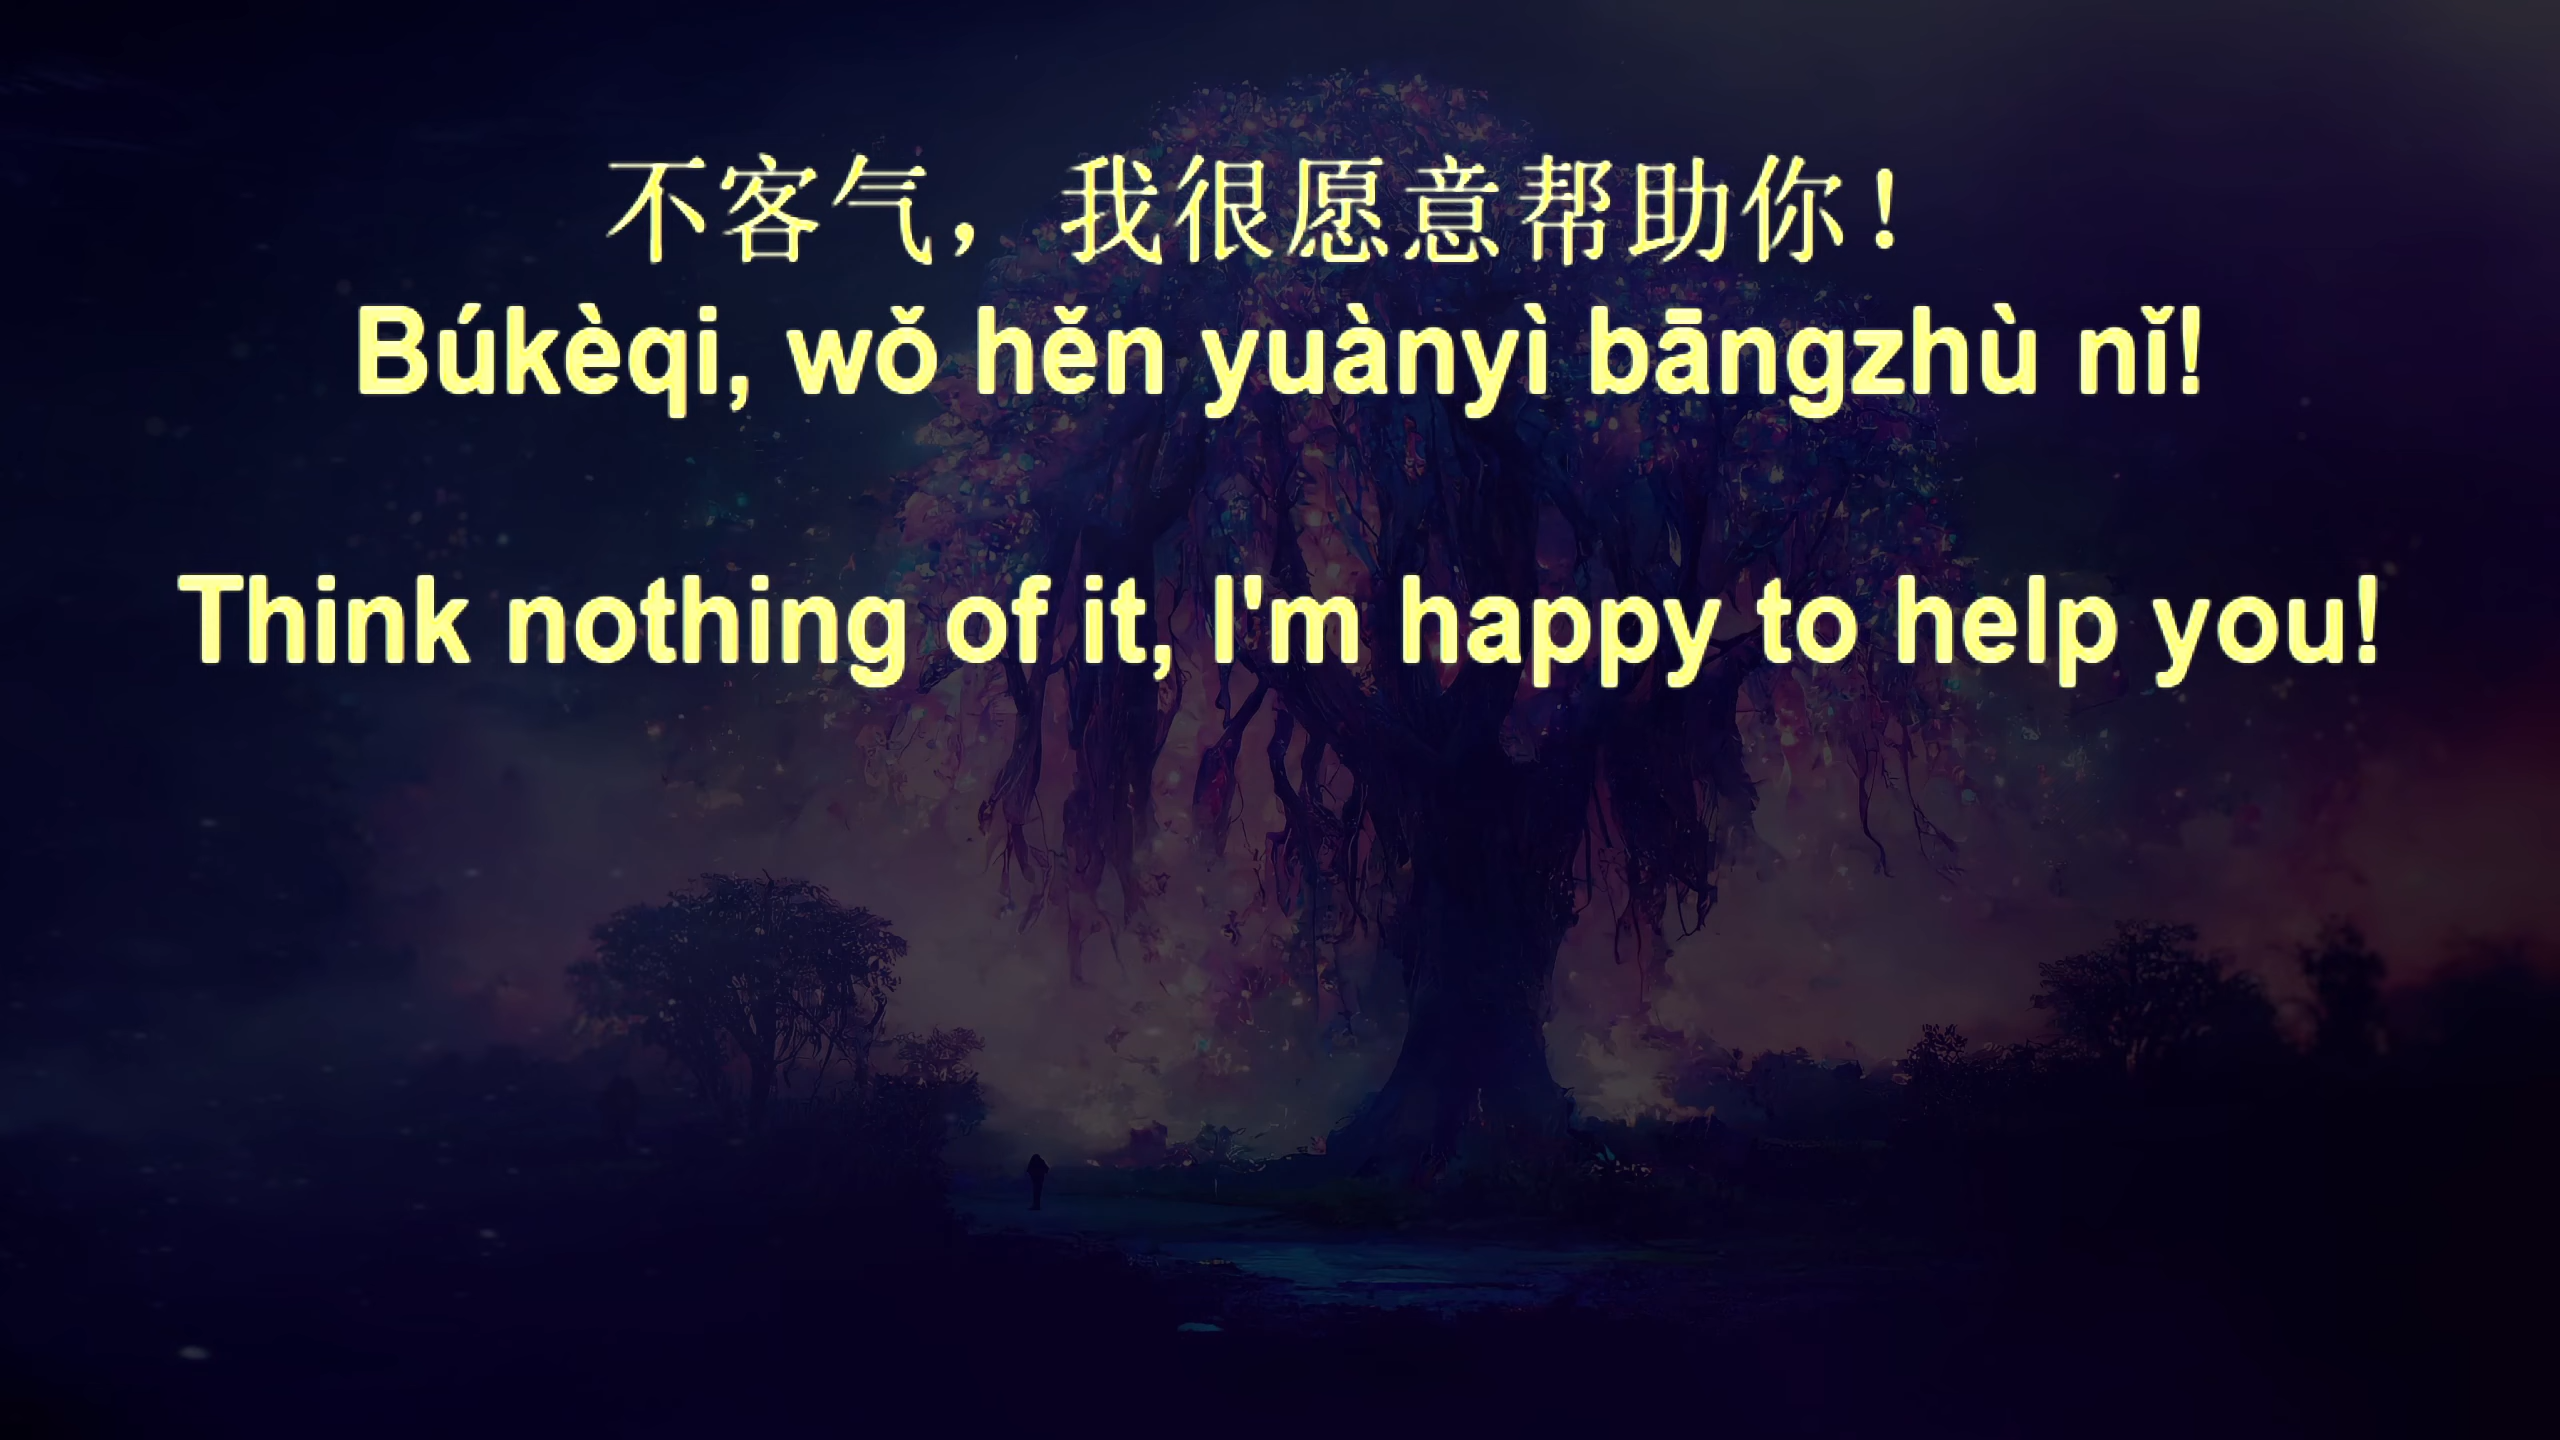 不客气，我很愿意帮助你！
Búkèqi, wǒ hěn yuànyì bāngzhù nǐ!
Think nothing of it, I'm happy to help you!